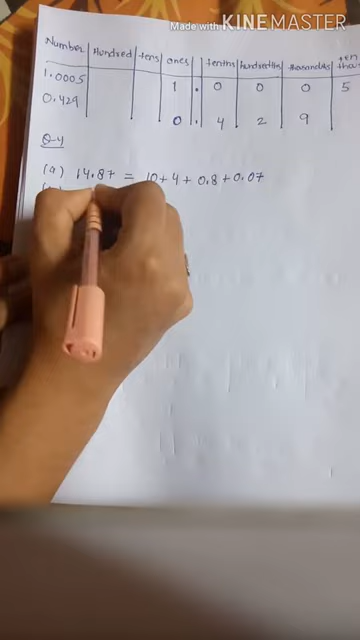 Made with KINEMASTER
Number Hundred tens ones . tenths hundredths thousandths ten
1.0005 1 . 0 0 0 5
0.429 0 . 4 2 9
Q-4
(a) 14.87 = 10 + 4 + 0.8 + 0.07